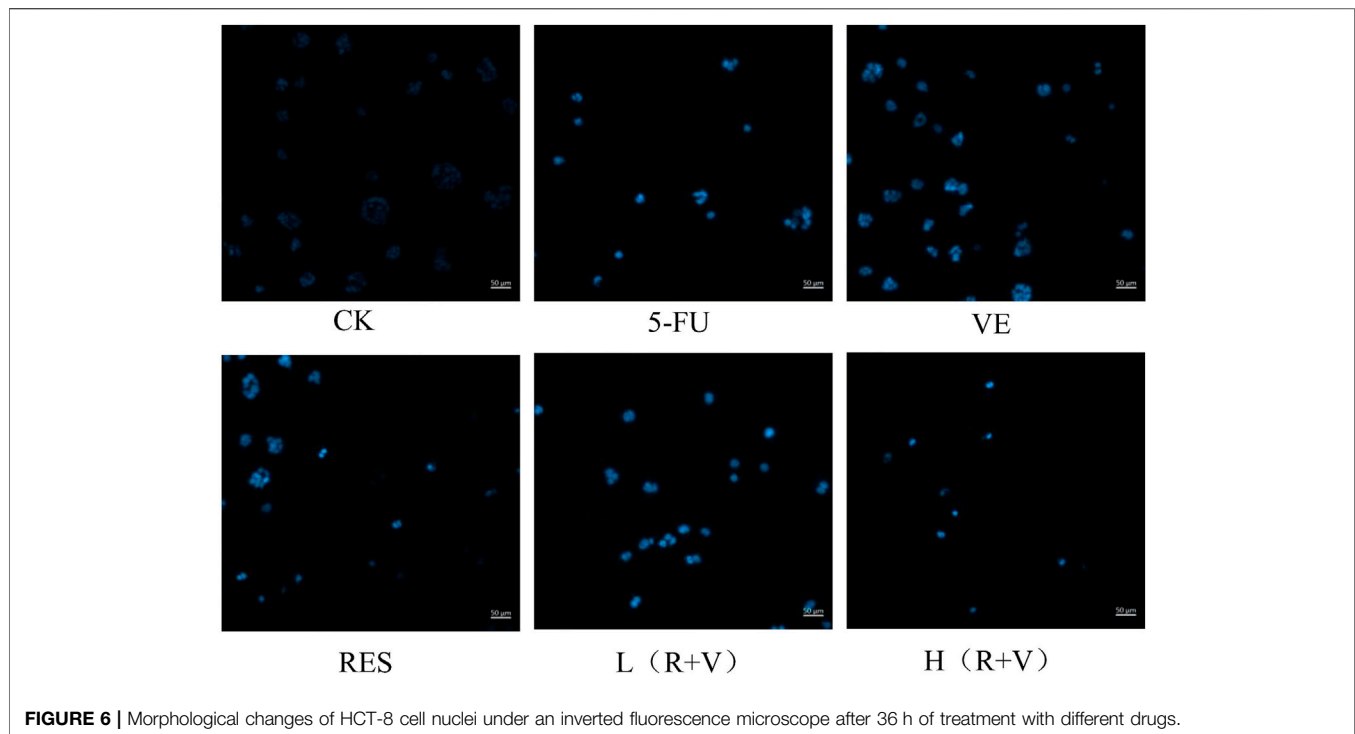 50 µm
50 µm
50 µm
CK
5-FU
VE
50 µm
50 µm
50 µm
RES
L（R+V）
H（R+V）
FIGURE 6 | Morphological changes of HCT-8 cell nuclei under an inverted fluorescence microscope after 36 h of treatment with different drugs.